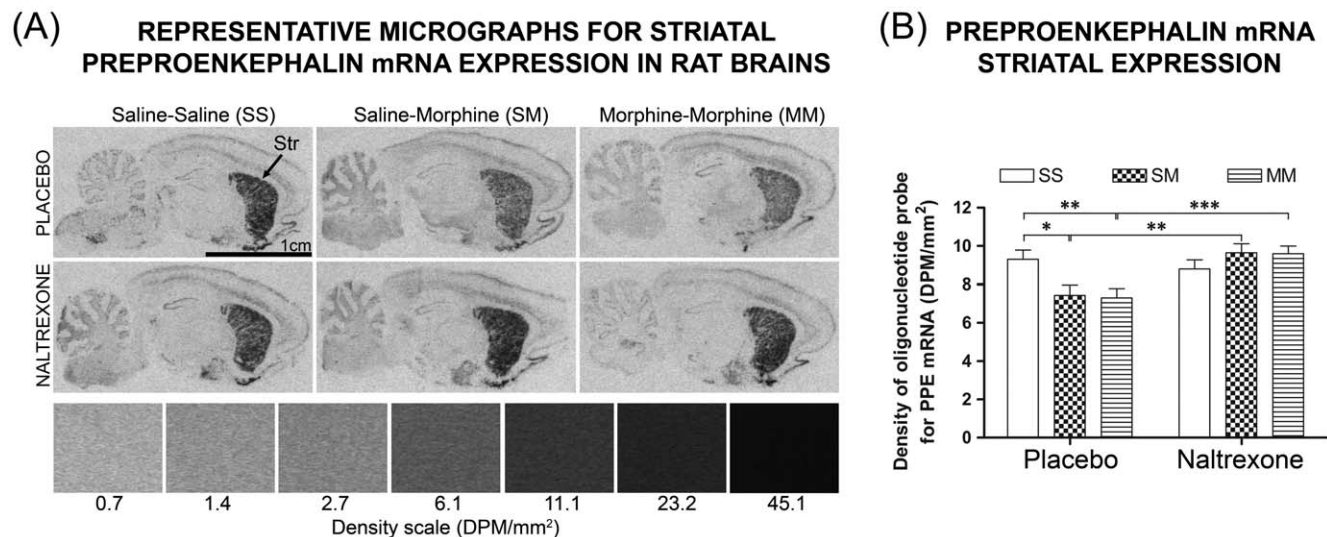 (A)
REPRESENTATIVE MICROGRAPHS FOR STRIATAL
PREPROENKEPHALIN mRNA EXPRESSION IN RAT BRAINS
Saline-Saline (SS)
Saline-Morphine (SM)
Morphine-Morphine (MM)
PLACEBO
Str
1cm
NALTREXONE
0.7
1.4
2.7
6.1
11.1
23.2
45.1
Density scale (DPM/mm²)
(B)
PREPROENKEPHALIN mRNA
STRIATAL EXPRESSION
SS
SM
MM
Density of oligonucleotide probe
for PPE mRNA (DPM/mm²)
12
10
8
6
4
2
0
**
***
*
**
Placebo
Naltrexone